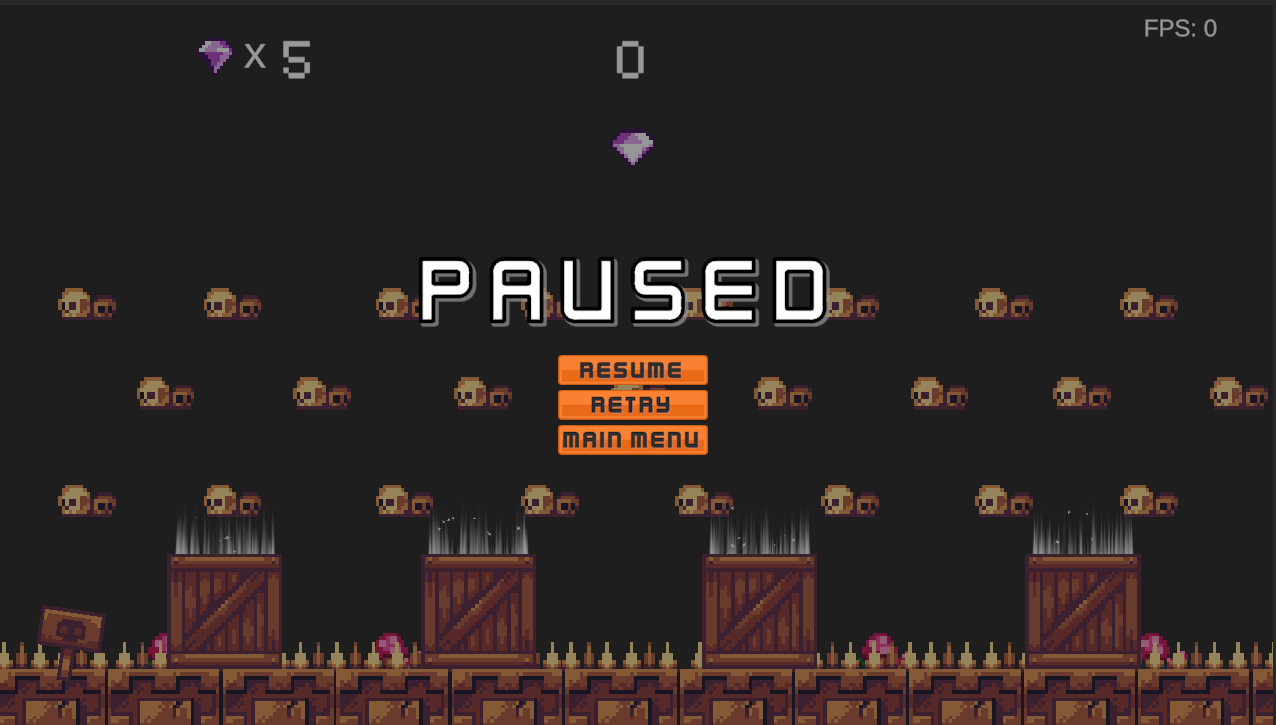 FPS: 0
X 5
0
PAUSED
RESUME
RETRY
MAIN MENU